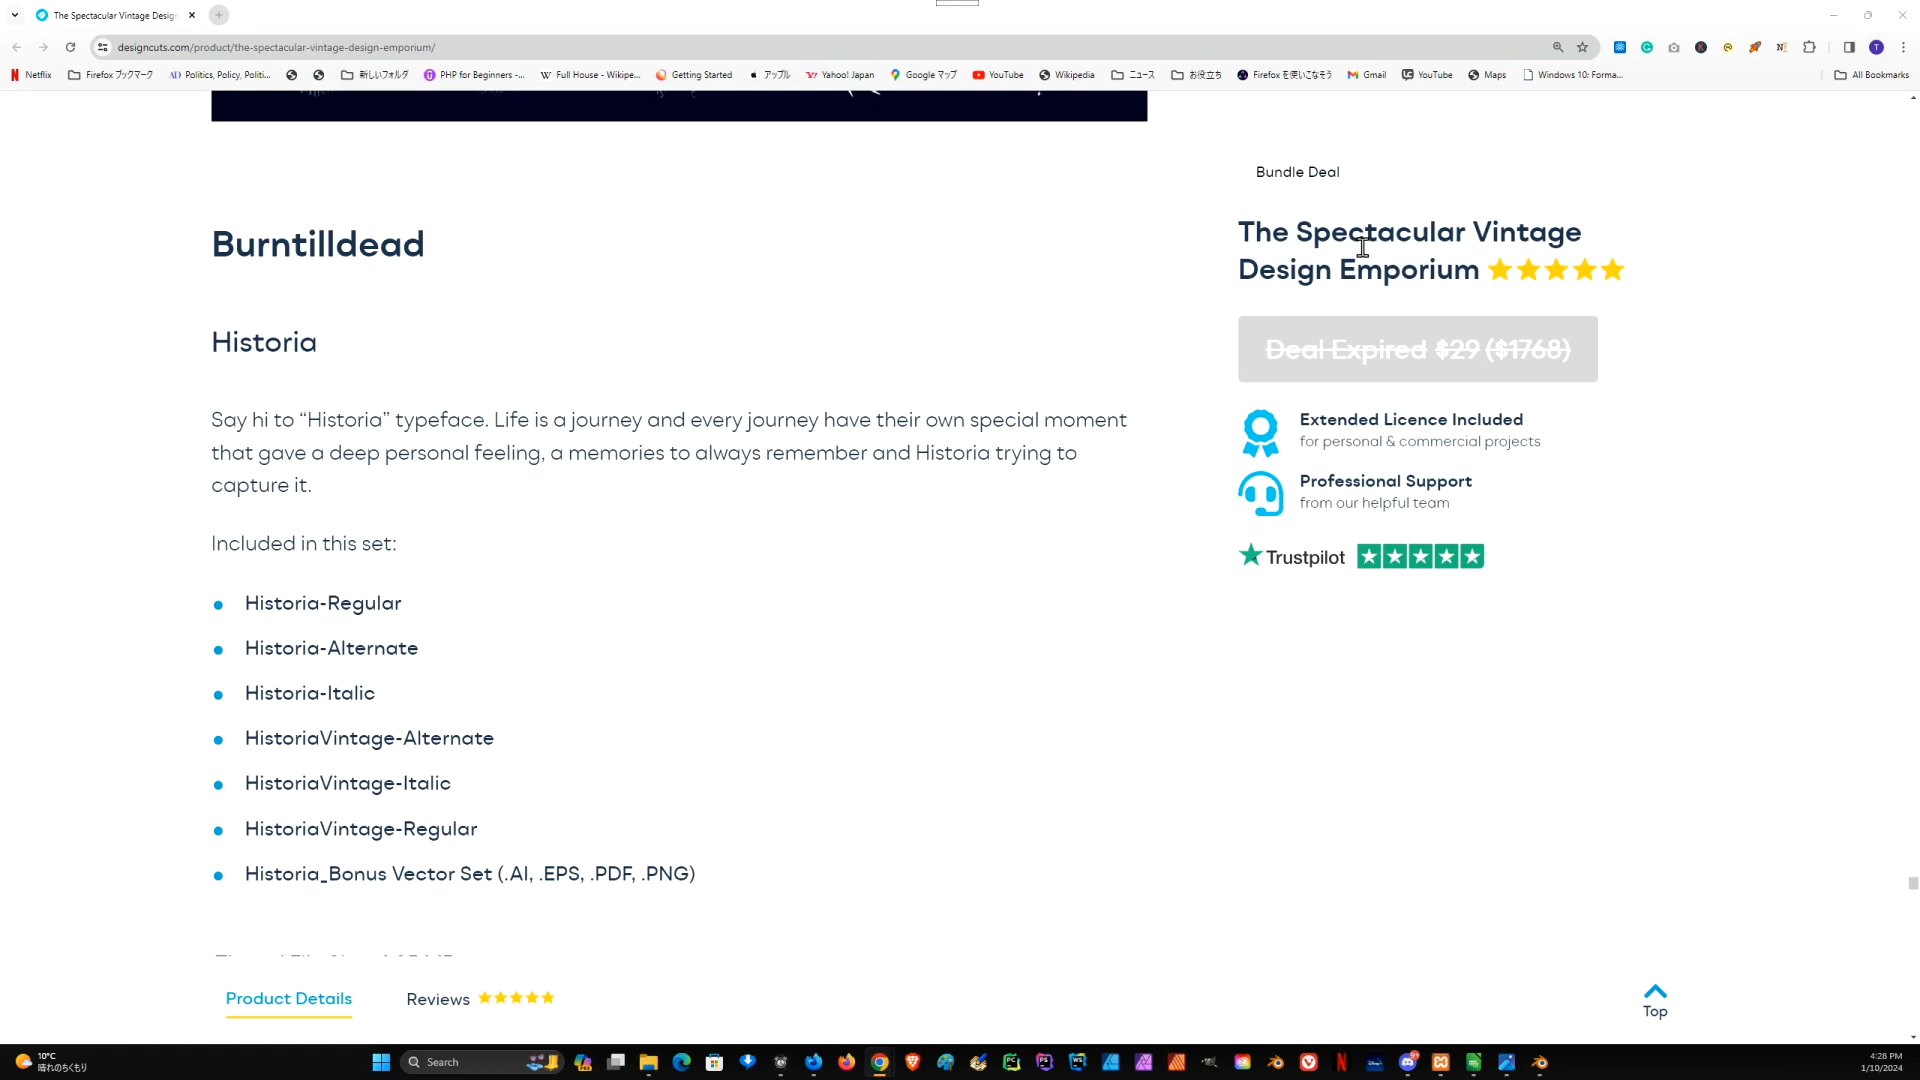 The Spectacular Vintage Design
designcuts.com/product/the-spectacular-vintage-design-emporium/
Netflix
Firefox ブックマーク
Politics, Policy, Politi...
新しいフォルダ
PHP for Beginners -...
Full House - Wikipe...
Getting Started
アップル
Yahoo! Japan
Google マップ
YouTube
Wikipedia
ニュース
お役立ち
Firefox を使いこなそう
Gmail
YouTube
Maps
Windows 10: Forma...
All Bookmarks
Bundle Deal
The Spectacular Vintage
Design Emporium
Deal Expired $29 ($1768)
Extended Licence Included
for personal & commercial projects
Professional Support
from our helpful team
Trustpilot
Burntilldead
Historia
Say hi to “Historia” typeface. Life is a journey and every journey have their own special moment
that gave a deep personal feeling, a memories to always remember and Historia trying to
capture it.
Included in this set:
Historia-Regular
Historia-Alternate
Historia-Italic
HistoriaVintage-Alternate
HistoriaVintage-Italic
HistoriaVintage-Regular
Historia_Bonus Vector Set (.AI, .EPS, .PDF, .PNG)
Product Details
Reviews
Top
10°C
晴れのちくもり
Search
4:28 PM
1/10/2024